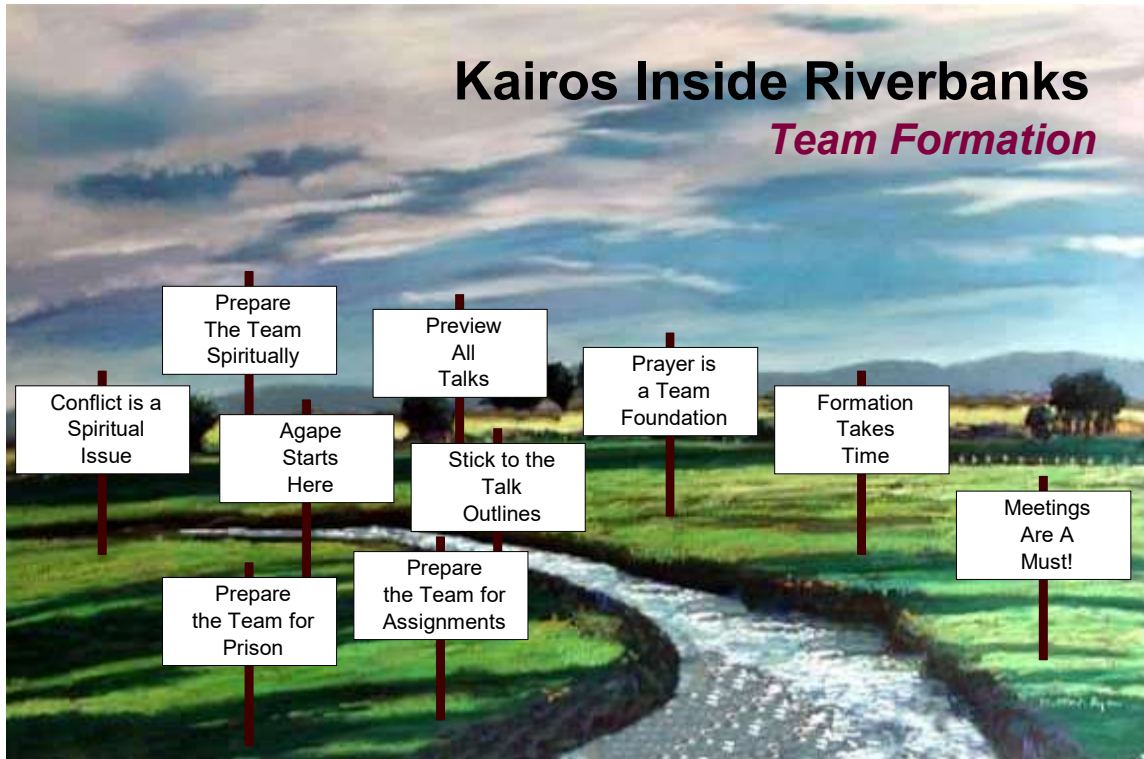 Kairos Inside Riverbanks
Team Formation
Prepare
The Team
Spiritually
Preview
All
Talks
Prayer is
a Team
Foundation
Conflict is a
Spiritual
Issue
Agape
Starts
Here
Formation
Takes
Time
Stick to the
Talk
Outlines
Meetings
Are A
Must!
Prepare
the Team for
Assignments
Prepare
the Team for
Prison